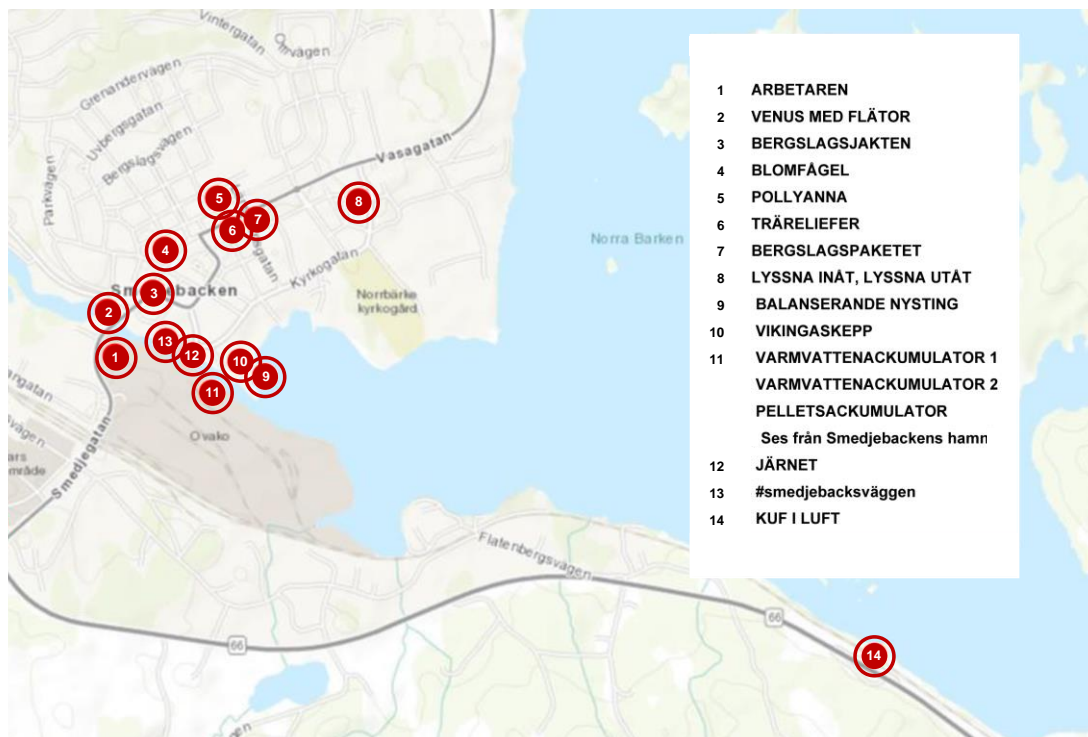 Vintergatan
Grenandervägen
Uvbergsgatan
Bergslagsvägen
Parkvägen
Vasagatan
5
8
7
6
4
Kyrkogatan
Norra Barken
Norrbärke
kyrkogård
3
2
13
12
1
10
9
11
Ovako
Smedjegatan
Flatenbergsvägen
66
66
14
1 ARBETAREN
2 VENUS MED FLÄTOR
3 BERGSLAGSJAKTEN
4 BLOMFÅGEL
5 POLLYANNA
6 TRÄRELIEFER
7 BERGSLAGSPAKETET
8 LYSSNA INÅT, LYSSNA UTÅT
9 BALANSERANDE NYSTING
10 VIKINGASKEPP
11 VARMVATTENACKUMULATOR 1
VARMVATTENACKUMULATOR 2
PELLETSACKUMULATOR
Ses från Smedjebackens hamn
12 JÄRNET
13 #smedjebacksväggen
14 KUF I LUFT